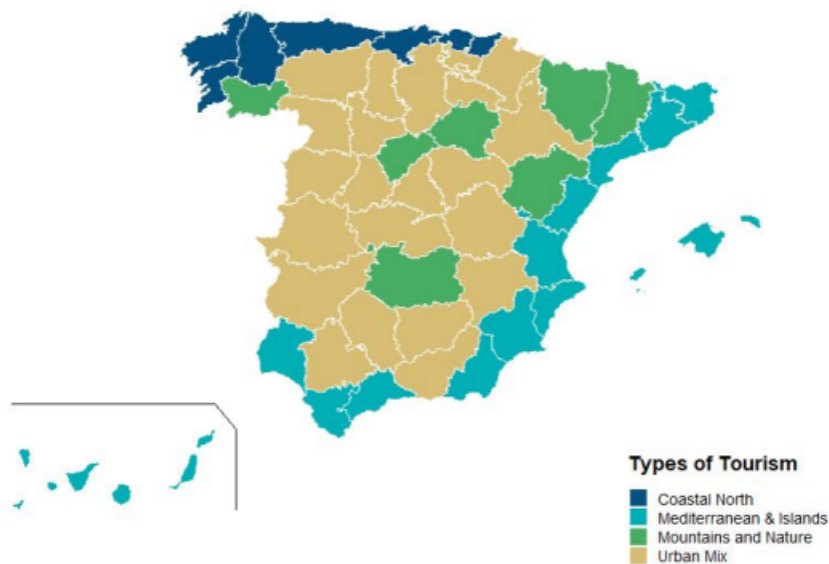 Types of Tourism
Coastal North
Mediterranean & Islands
Mountains and Nature
Urban Mix